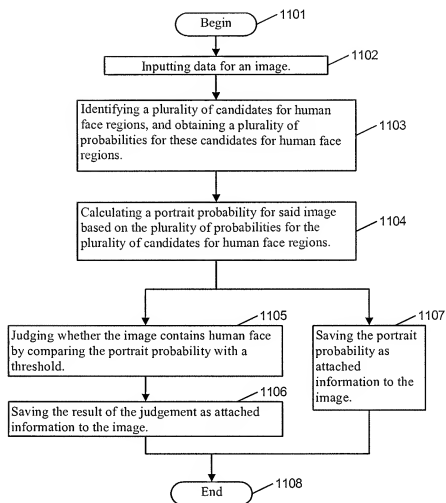 Begin
1101
Inputting data for an image.
1102
Identifying a plurality of candidates for human
face regions, and obtaining a plurality of
probabilities for these candidates for human face
regions.
1103
Calculating a portrait probability for said image
based on the plurality of probabilities for the
plurality of candidates for human face regions.
1104
1105
Judging whether the image contains human face
by comparing the portrait probability with a
threshold.
1106
Saving the result of the judgement as attached
information to the image.
1107
Saving the portrait
probability as
attached
information to the
image.
End
1108